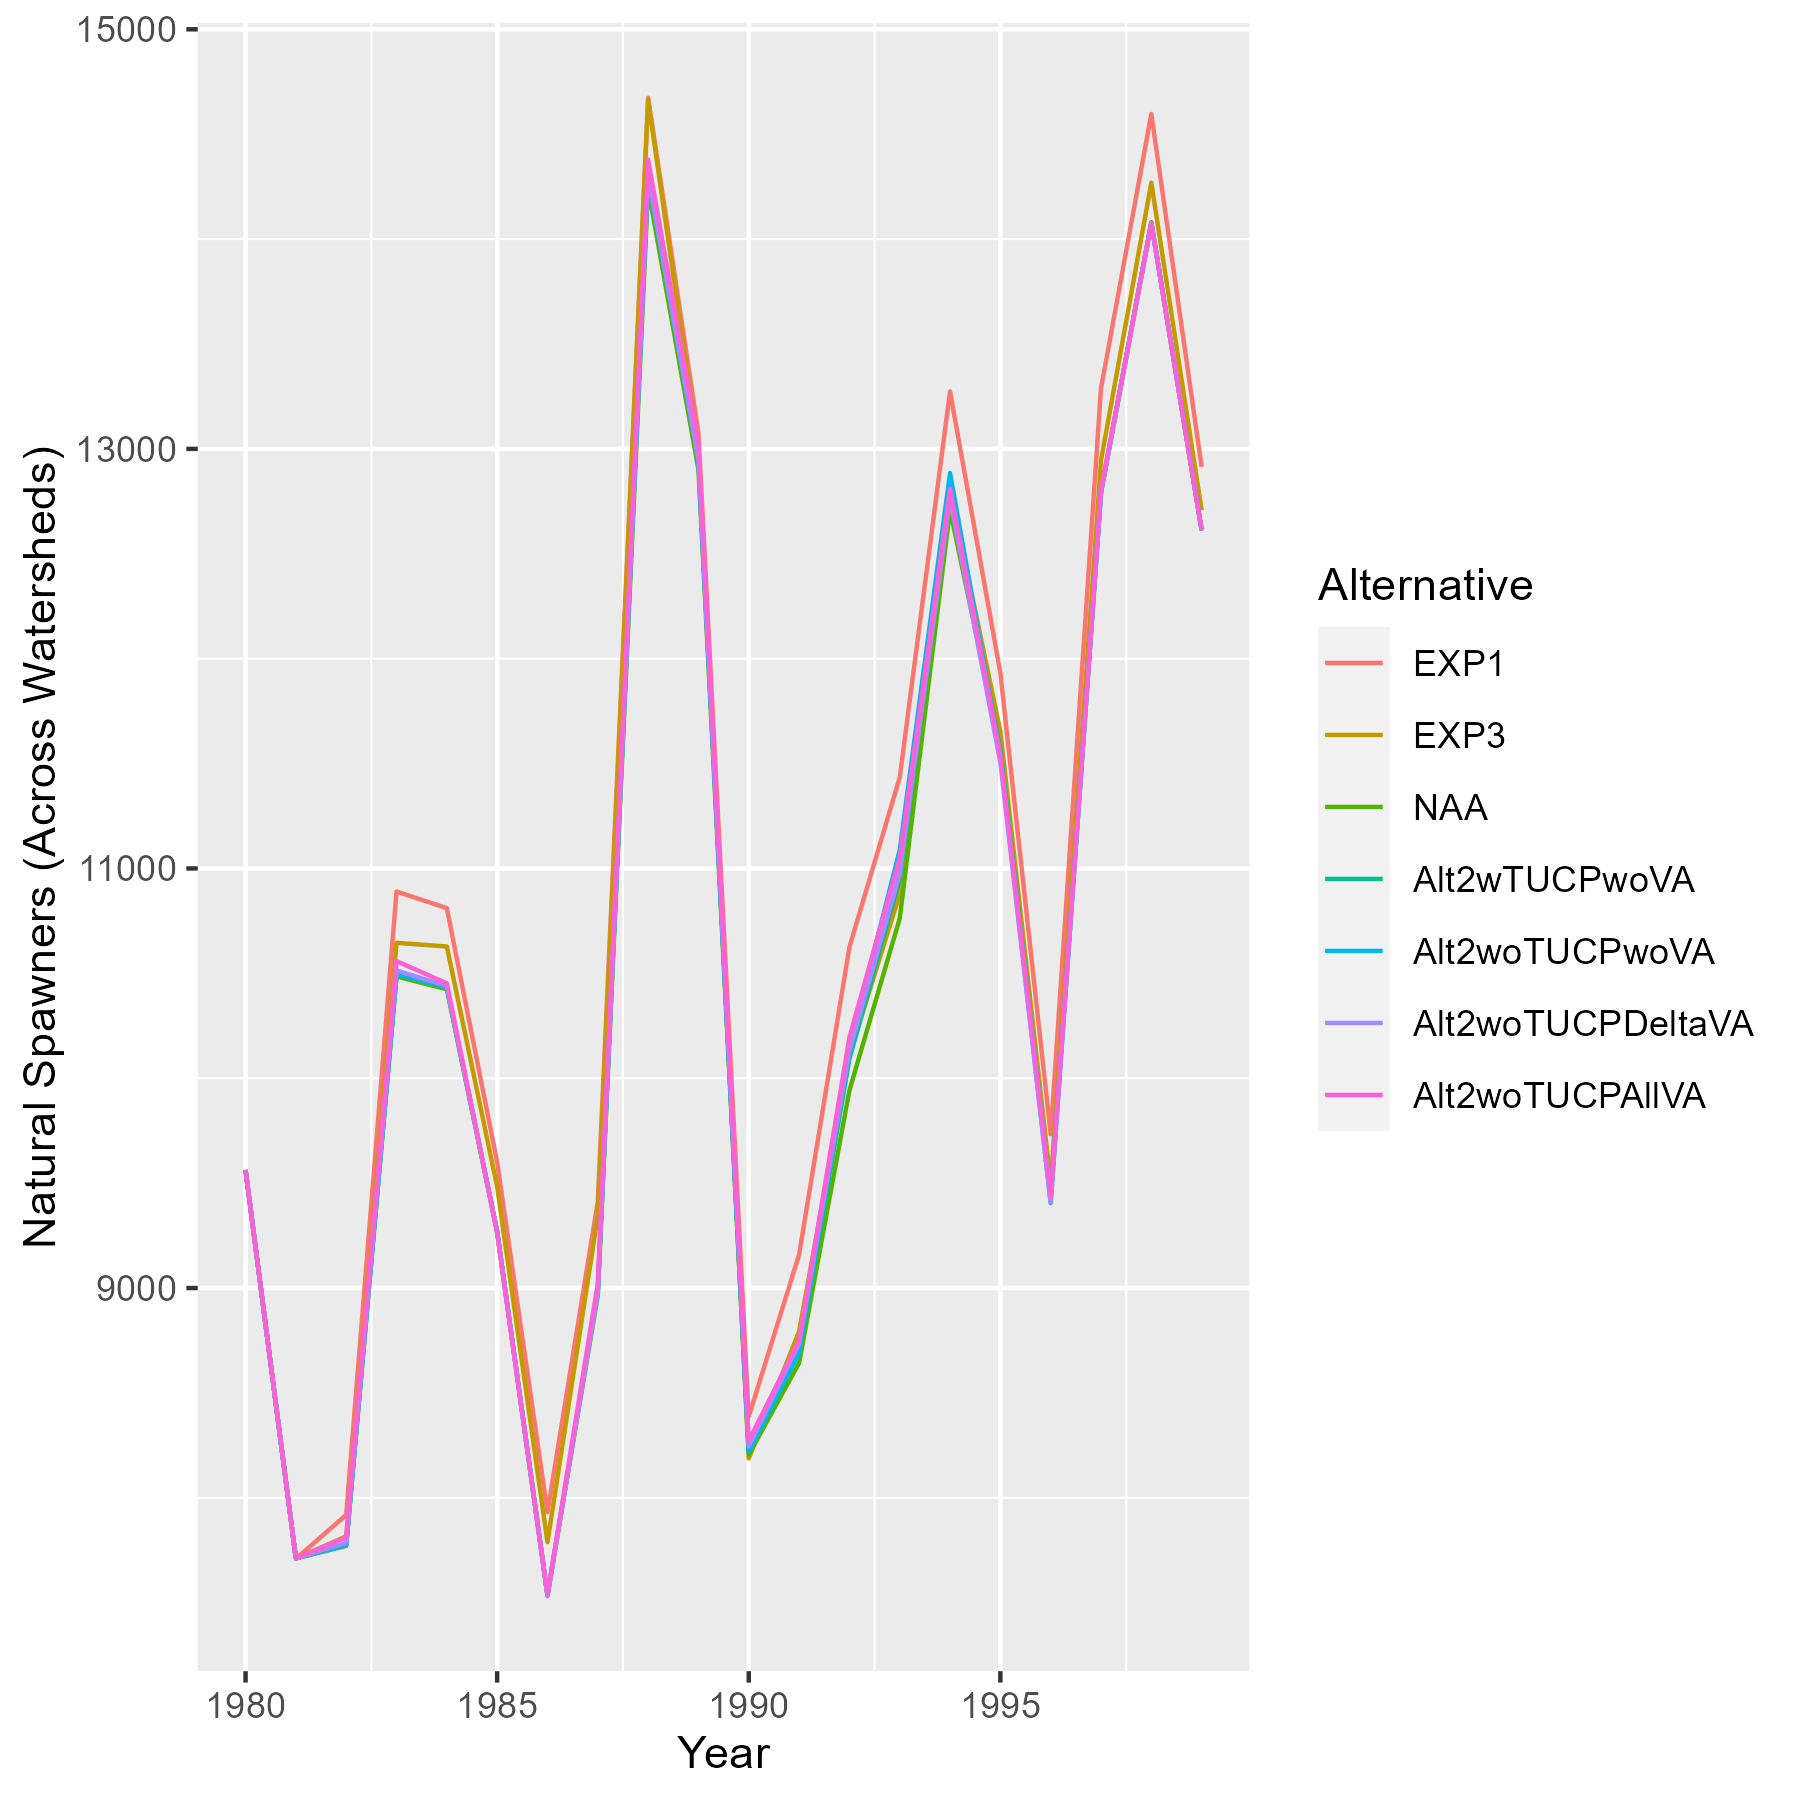 15000
13000
11000
9000
Natural Spawners (Across Watersheds)
1980 1985 1990 1995
Year
Alternative
EXP1
EXP3
NAA
Alt2wTUCPwoVA
Alt2woTUCPwoVA
Alt2woTUCPDeltaVA
Alt2woTUCPAllVA